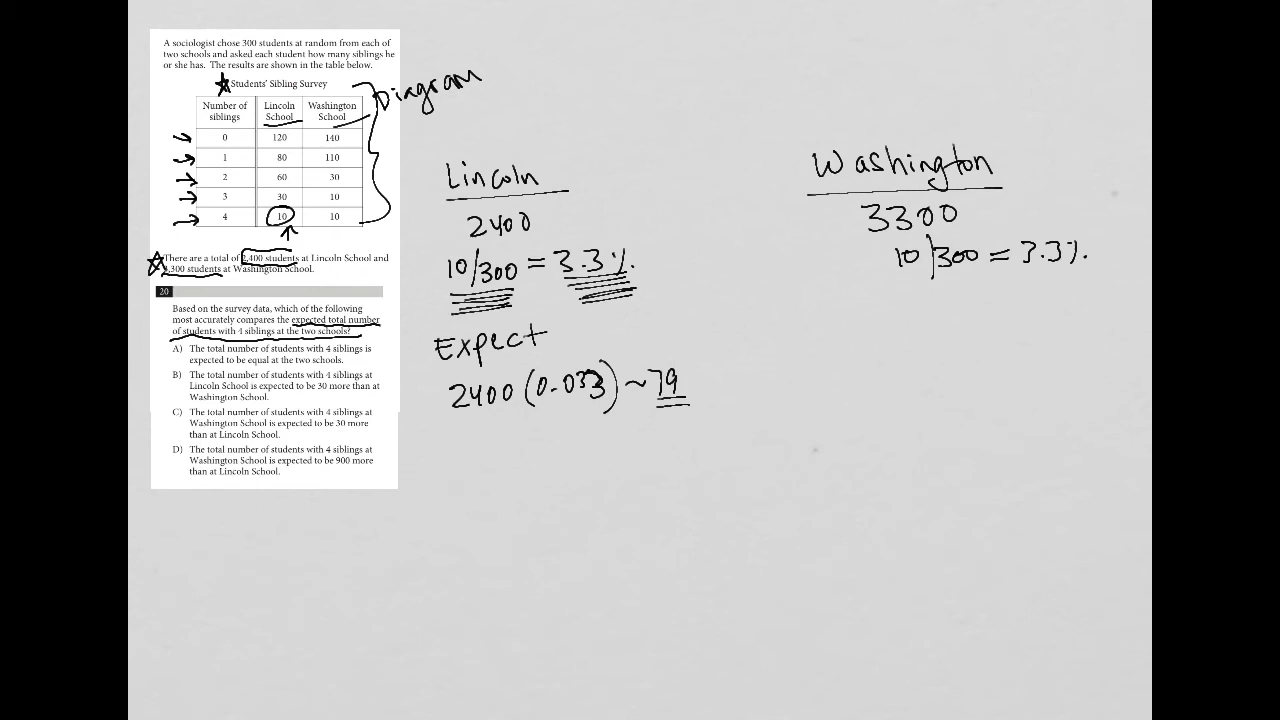 A sociologist chose 300 students at random from each of
two schools and asked each student how many siblings he
or she has. The results are shown in the table below.
Students' Sibling Survey
Number of siblings Lincoln School Washington School
0 120 140
1 80 110
2 60 30
3 30 10
4 10 10
Diagram
There are a total of 2,400 students at Lincoln School and
3,300 students at Washington School.
20
Based on the survey data, which of the following
most accurately compares the expected total number
of students with 4 siblings at the two schools?
A) The total number of students with 4 siblings is
expected to be equal at the two schools.
B) The total number of students with 4 siblings at
Lincoln School is expected to be 30 more than at
Washington School.
C) The total number of students with 4 siblings at
Washington School is expected to be 30 more
than at Lincoln School.
D) The total number of students with 4 siblings at
Washington School is expected to be 900 more
than at Lincoln School.
Lincoln
2400
10/300 = 3.3%.
Expect
2400 (0.033) ~79
Washington
3300
10/300 = 3.3%.